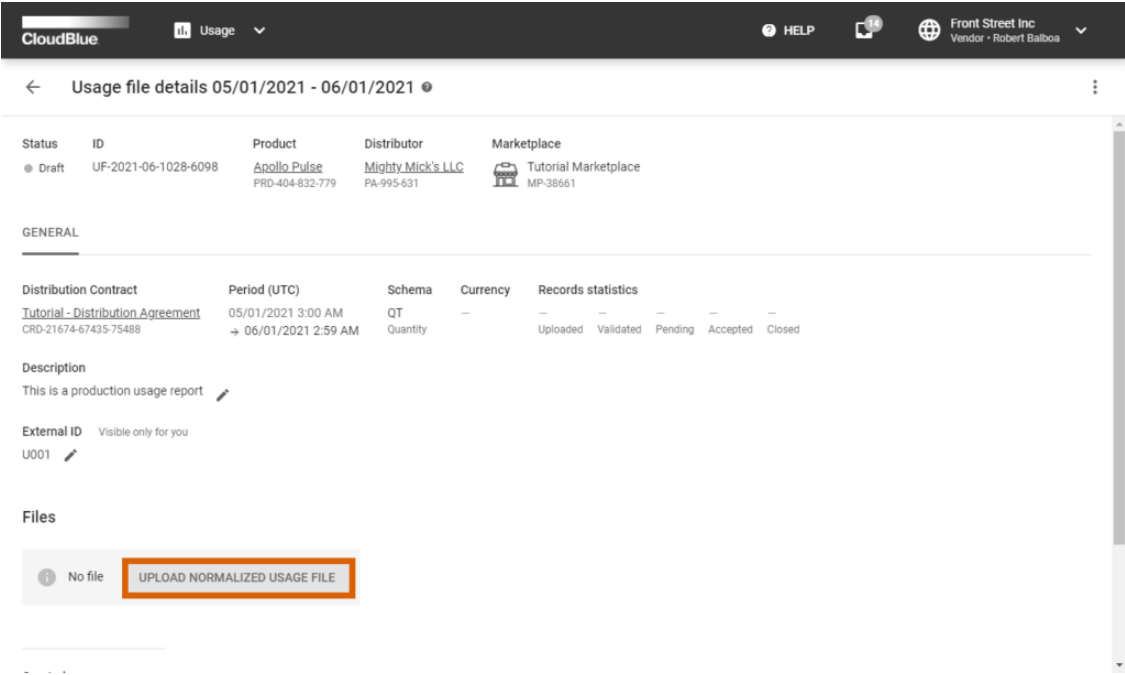 CloudBlue
Usage
HELP
14
Front Street Inc
Vendor • Robert Balboa
Usage file details 05/01/2021 - 06/01/2021
Status ID Product Distributor Marketplace
Draft UF-2021-06-1028-6098 Apollo Pulse Mighty Mick's LLC Tutorial Marketplace
PRD-404-832-779 PA-995-631 MP-38661
GENERAL
Distribution Contract Period (UTC) Schema Currency Records statistics
Tutorial - Distribution Agreement 05/01/2021 3:00 AM QT — — — — — —
CRD-21674-67435-75488 → 06/01/2021 2:59 AM Quantity Uploaded Validated Pending Accepted Closed
Description
This is a production usage report
External ID Visible only for you
U001
Files
No file UPLOAD NORMALIZED USAGE FILE